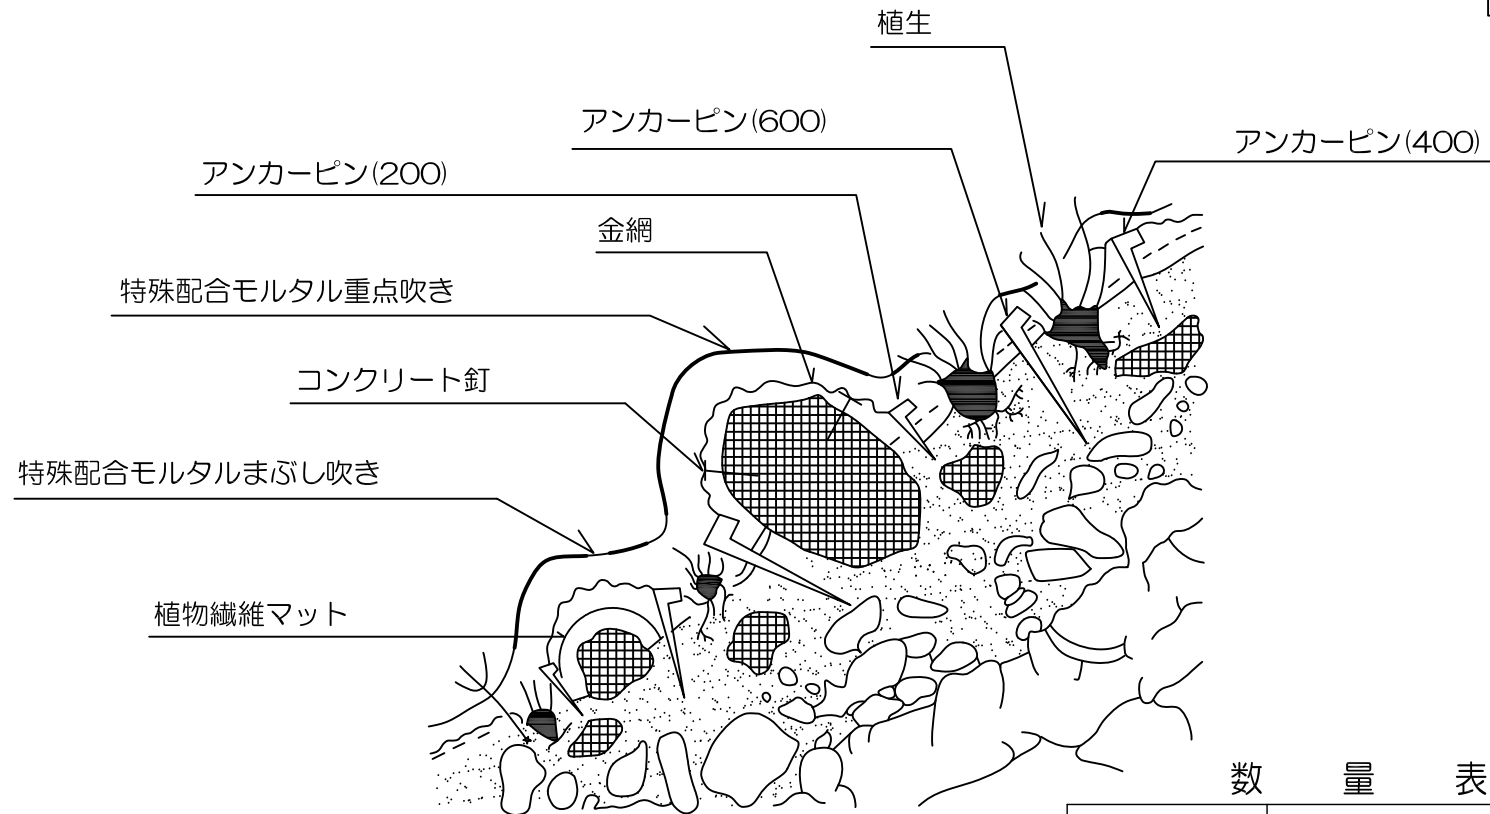 植生
アンカーピン(600)
アンカーピン(400)
アンカーピン(200)
金網
特殊配合モルタル重点吹き
コンクリート釘
特殊配合モルタルまぶし吹き
植物繊維マット
数 量 表